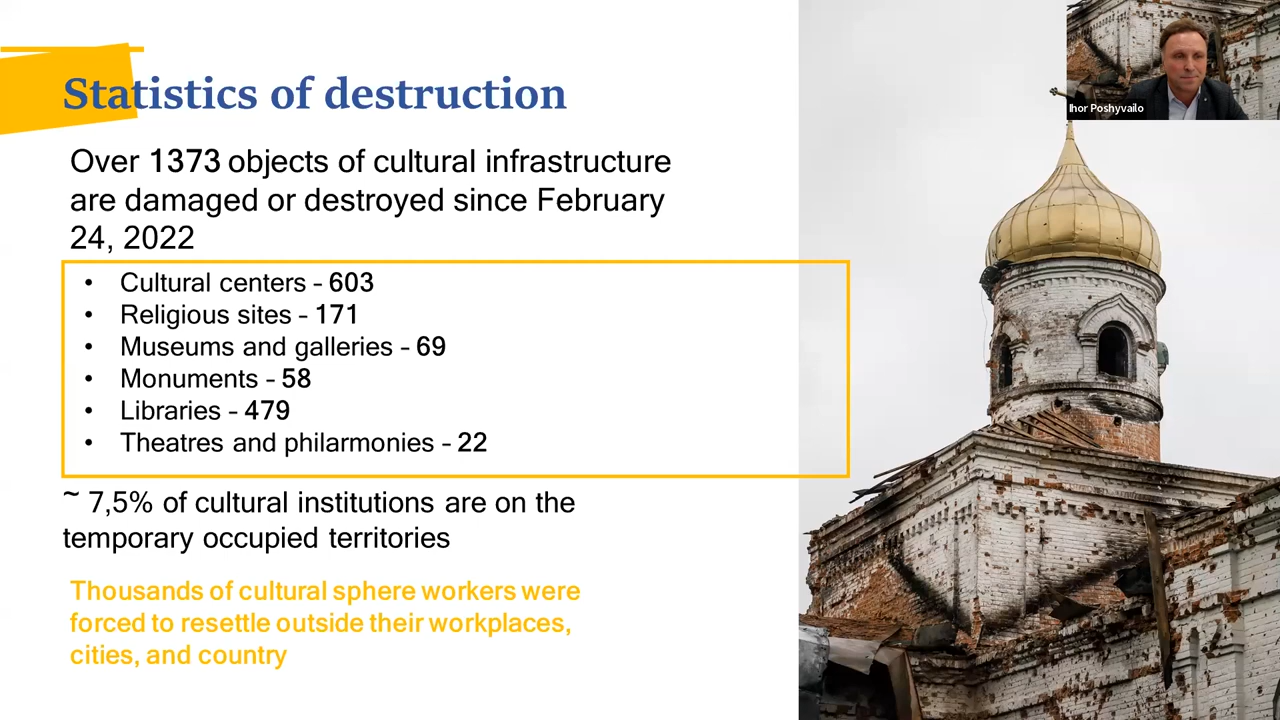 Statistics of destruction
Ihor Poshyvailo
Over 1373 objects of cultural infrastructure
are damaged or destroyed since February
24, 2022
• Cultural centers – 603
• Religious sites – 171
• Museums and galleries – 69
• Monuments – 58
• Libraries – 479
• Theatres and philarmonies – 22
~ 7,5% of cultural institutions are on the
temporary occupied territories
Thousands of cultural sphere workers were
forced to resettle outside their workplaces,
cities, and country